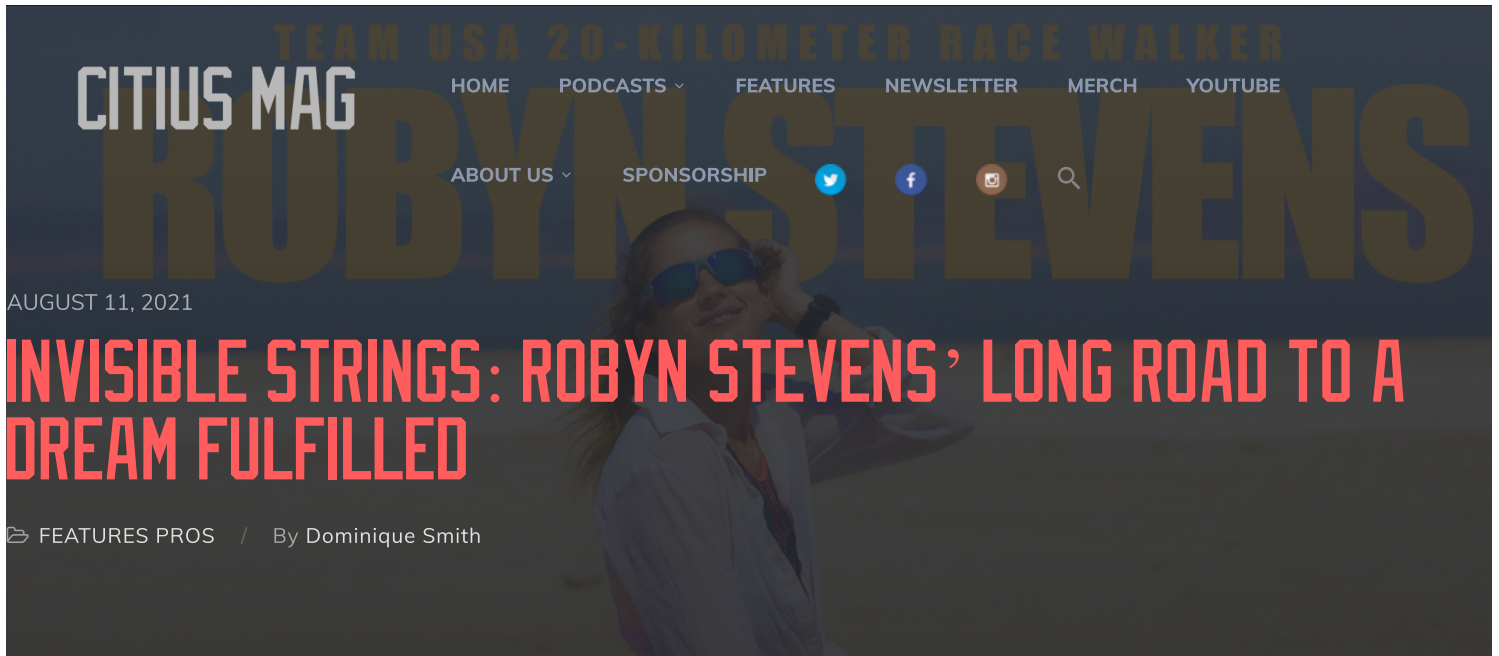 TEAM USA 20-KILOMETER RACE WALKER
CITIUS MAG
HOME PODCASTS FEATURES NEWSLETTER MERCH YOUTUBE
ROBYN STEVENS
ABOUT US SPONSORSHIP
AUGUST 11, 2021
INVISIBLE STRINGS: ROBYN STEVENS’ LONG ROAD TO A
DREAM FULFILLED
FEATURES PROS / By Dominique Smith